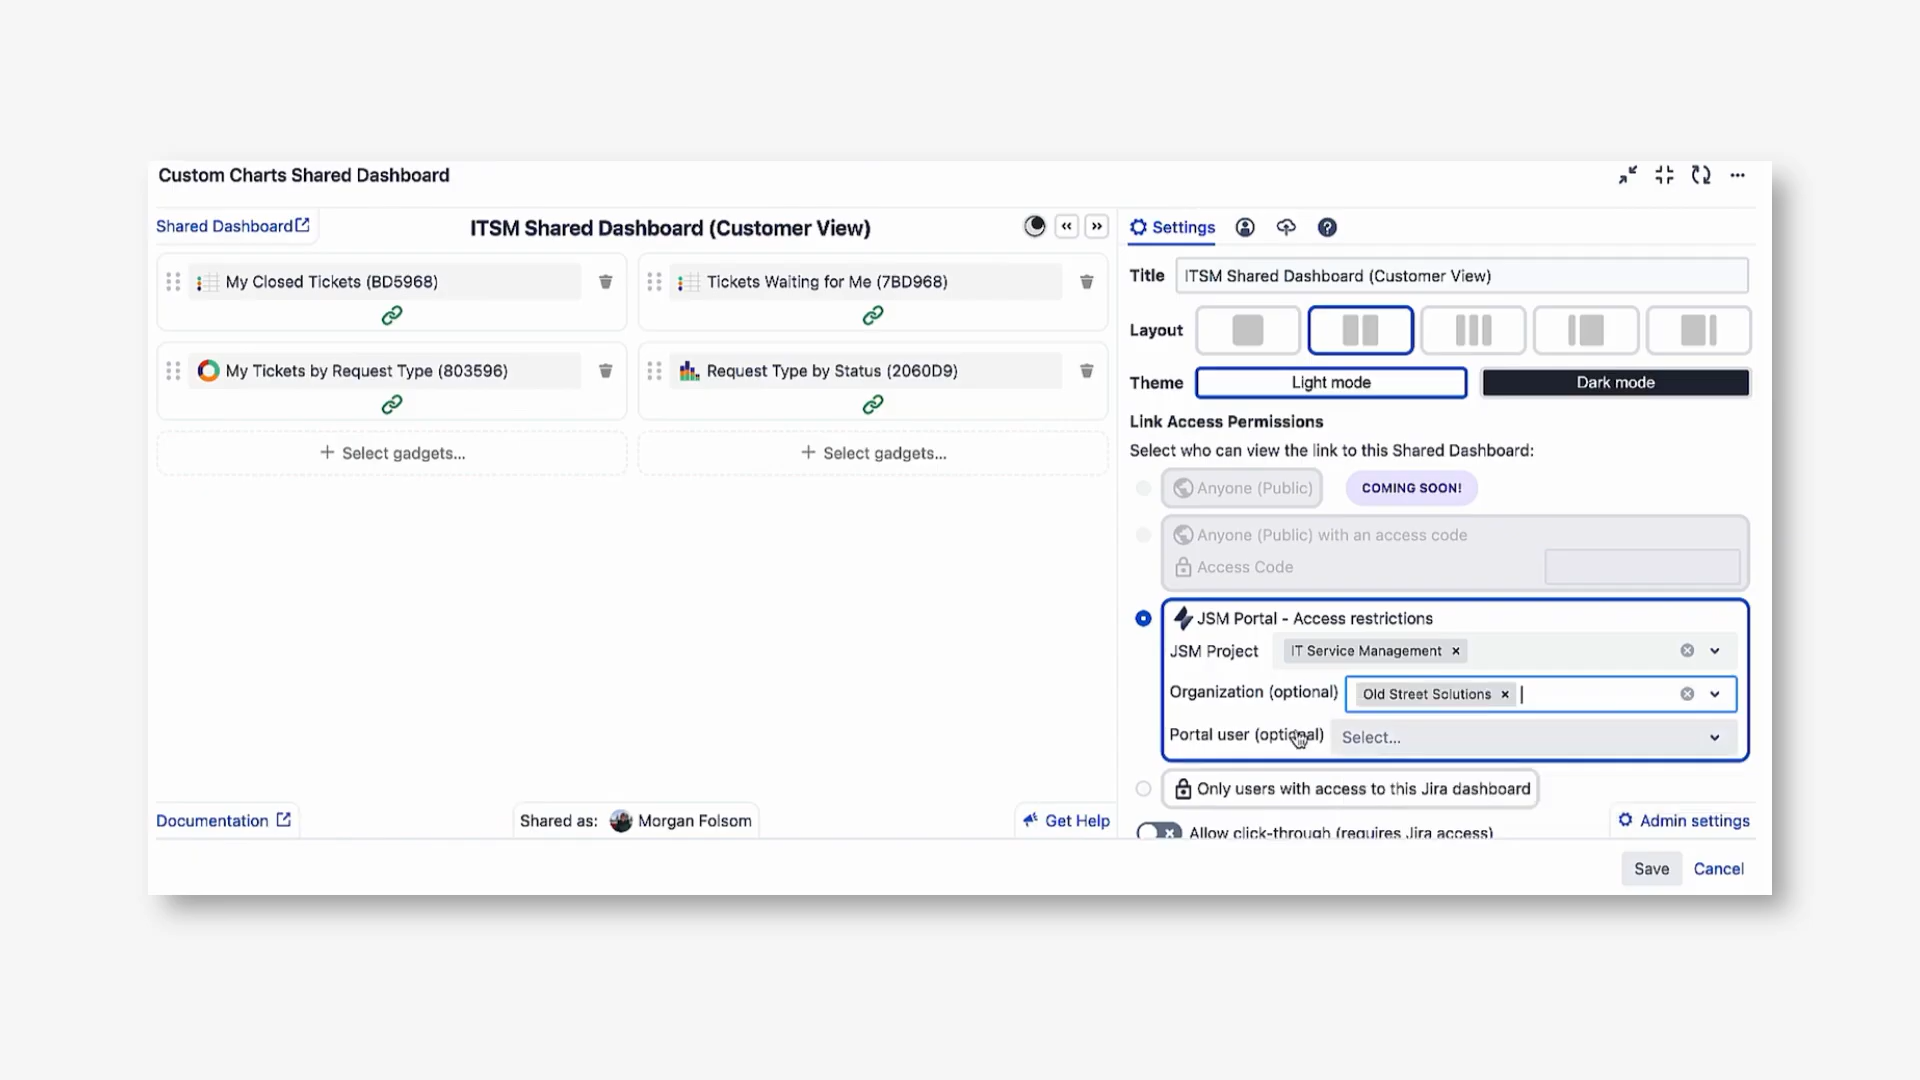 Custom Charts Shared Dashboard
Shared Dashboard
ITSM Shared Dashboard (Customer View)
My Closed Tickets (BD5968)
Tickets Waiting for Me (7BD968)
My Tickets by Request Type (803596)
Request Type by Status (2060D9)
+ Select gadgets...
+ Select gadgets...
Documentation
Shared as: Morgan Folsom
Get Help
Settings
Title ITSM Shared Dashboard (Customer View)
Layout
Theme Light mode Dark mode
Link Access Permissions
Select who can view the link to this Shared Dashboard:
Anyone (Public) COMING SOON!
Anyone (Public) with an access code
Access Code
JSM Portal - Access restrictions
JSM Project IT Service Management ×
Organization (optional) Old Street Solutions ×
Portal user (optional) Select...
Only users with access to this Jira dashboard
Allow click-through (requires Jira access)
Admin settings
Save Cancel